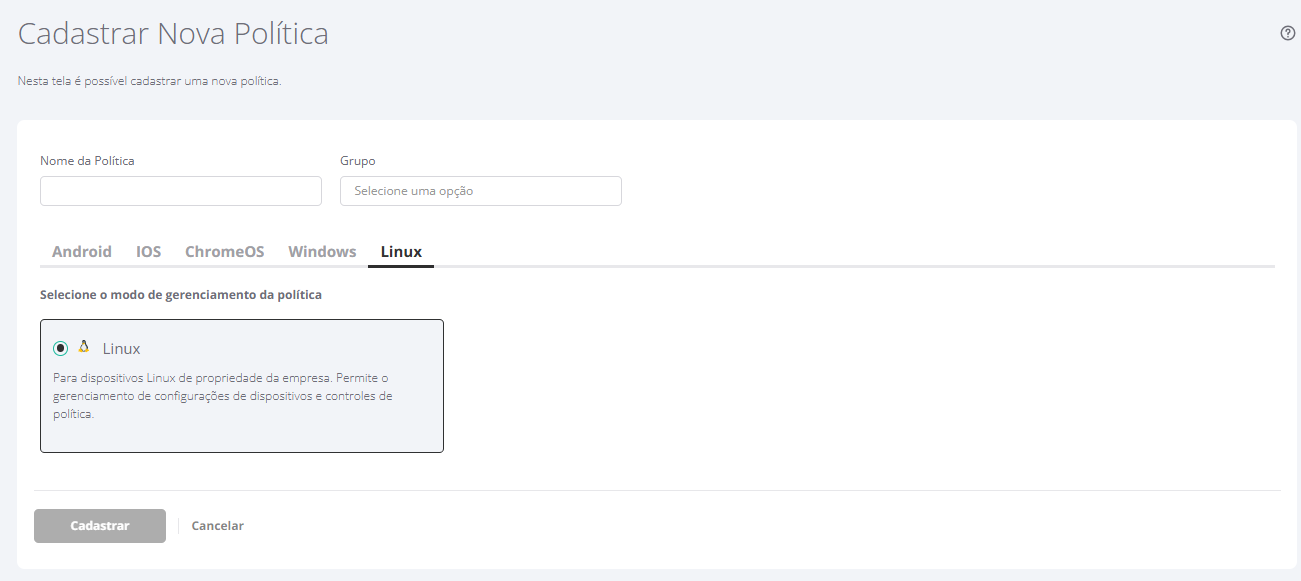 Cadastrar Nova Política
Nesta tela é possível cadastrar uma nova política.
Nome da Política
Grupo
Selecione uma opção
Android IOS ChromeOS Windows Linux
Selecione o modo de gerenciamento da política
Linux
Para dispositivos Linux de propriedade da empresa. Permite o
gerenciamento de configurações de dispositivos e controles de
política.
Cadastrar
Cancelar